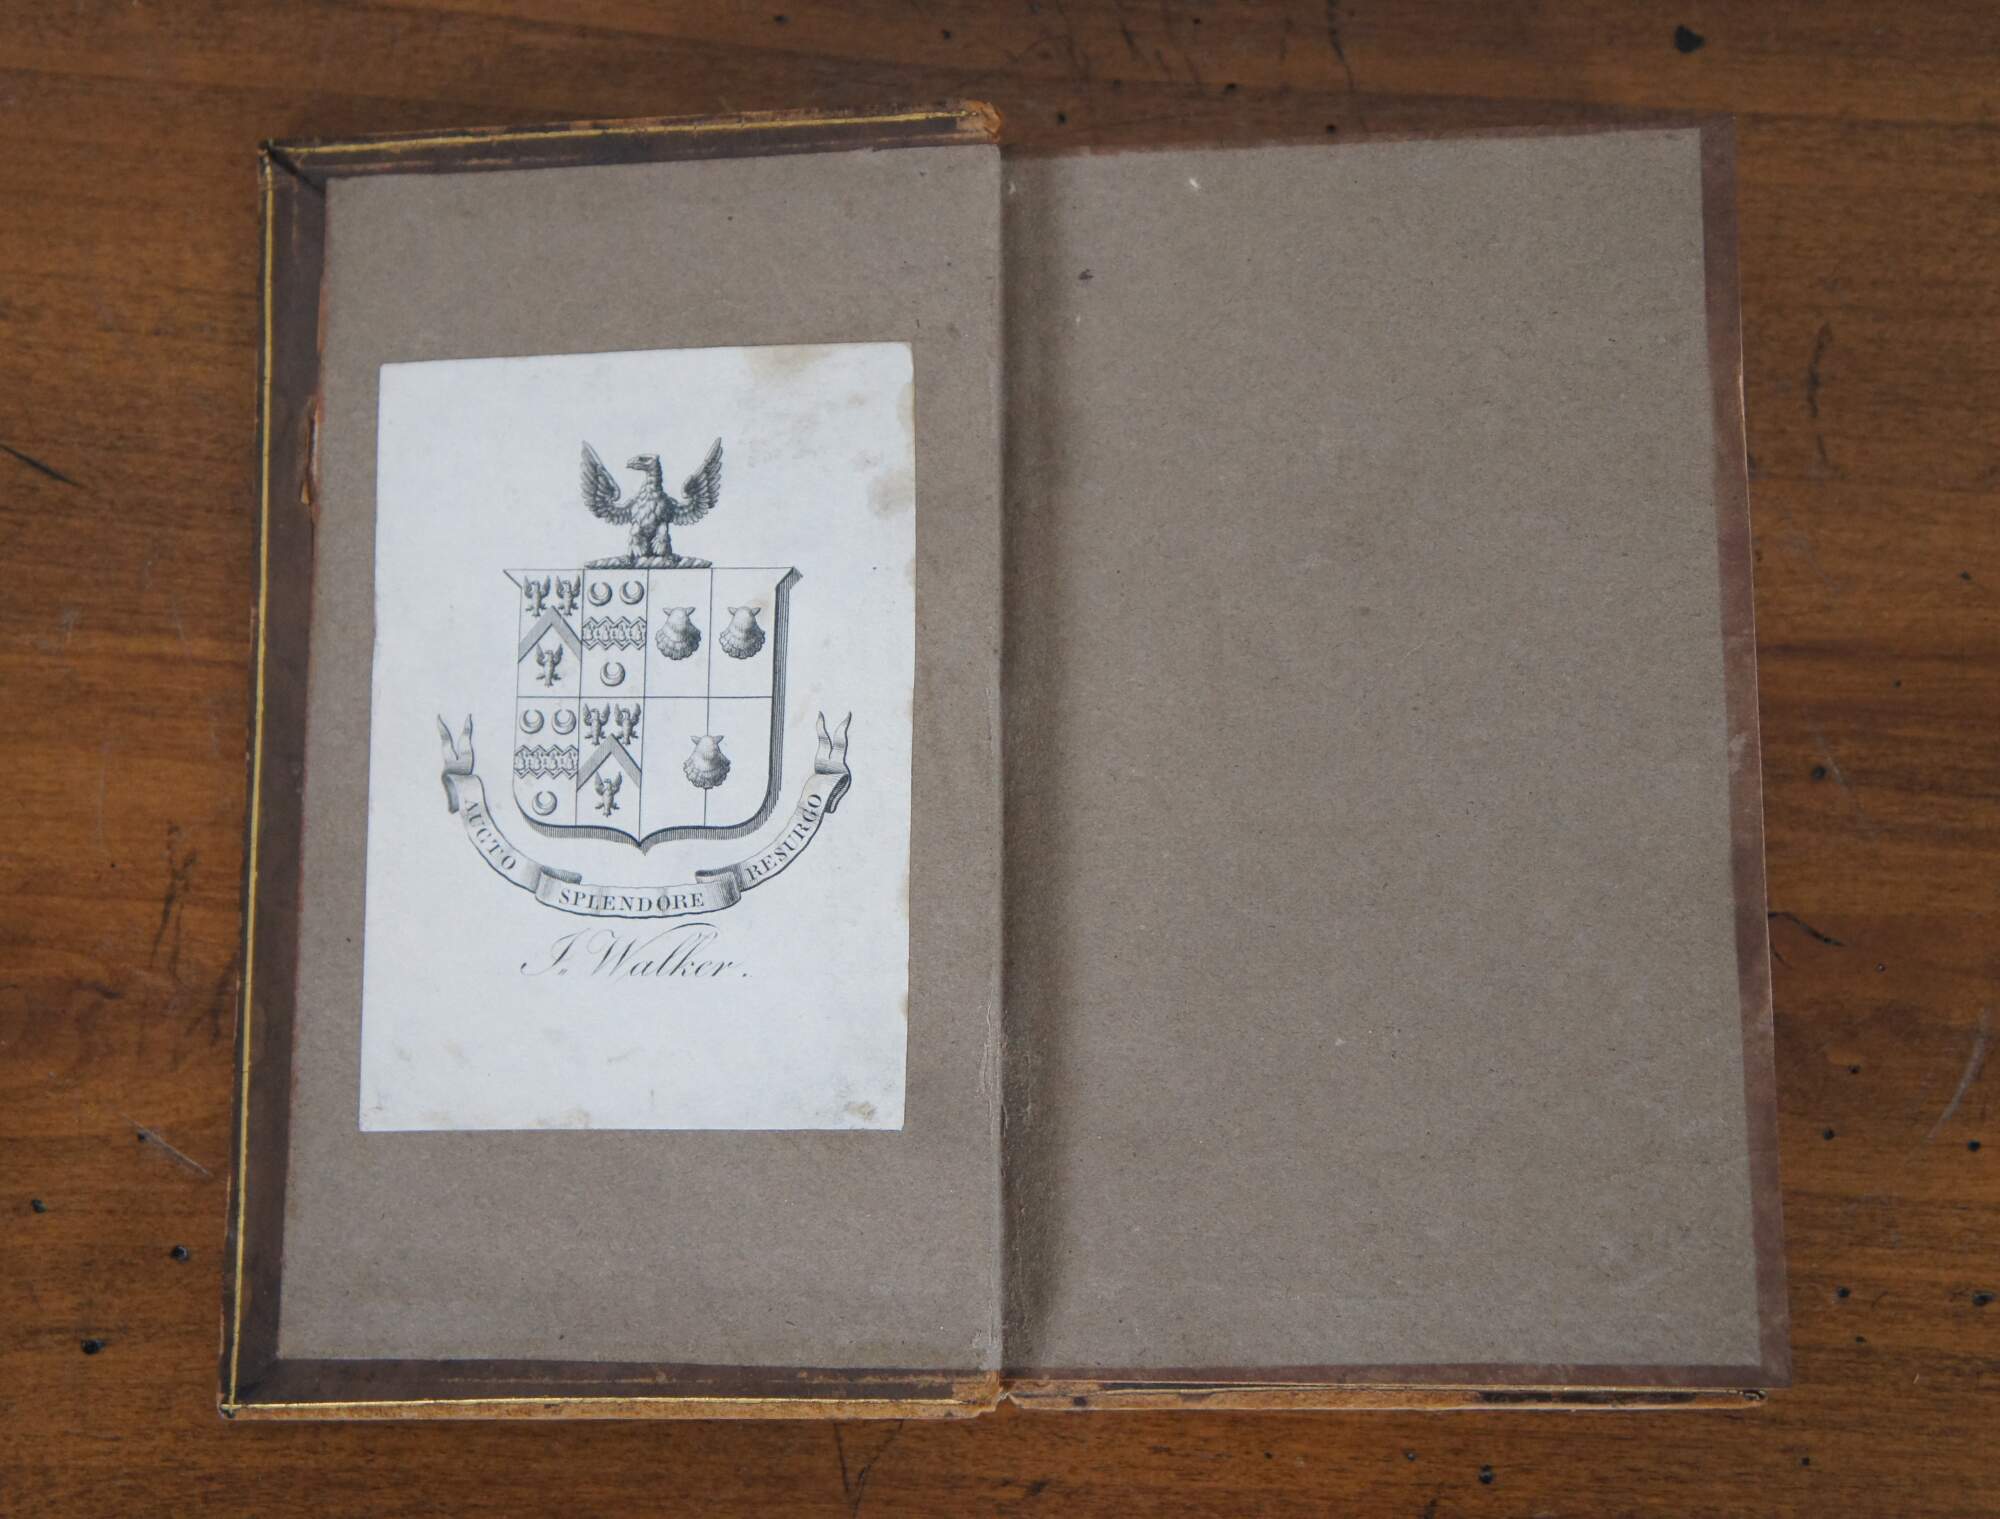 AUCTO SPLENDORE RESURGO
J. Walker.